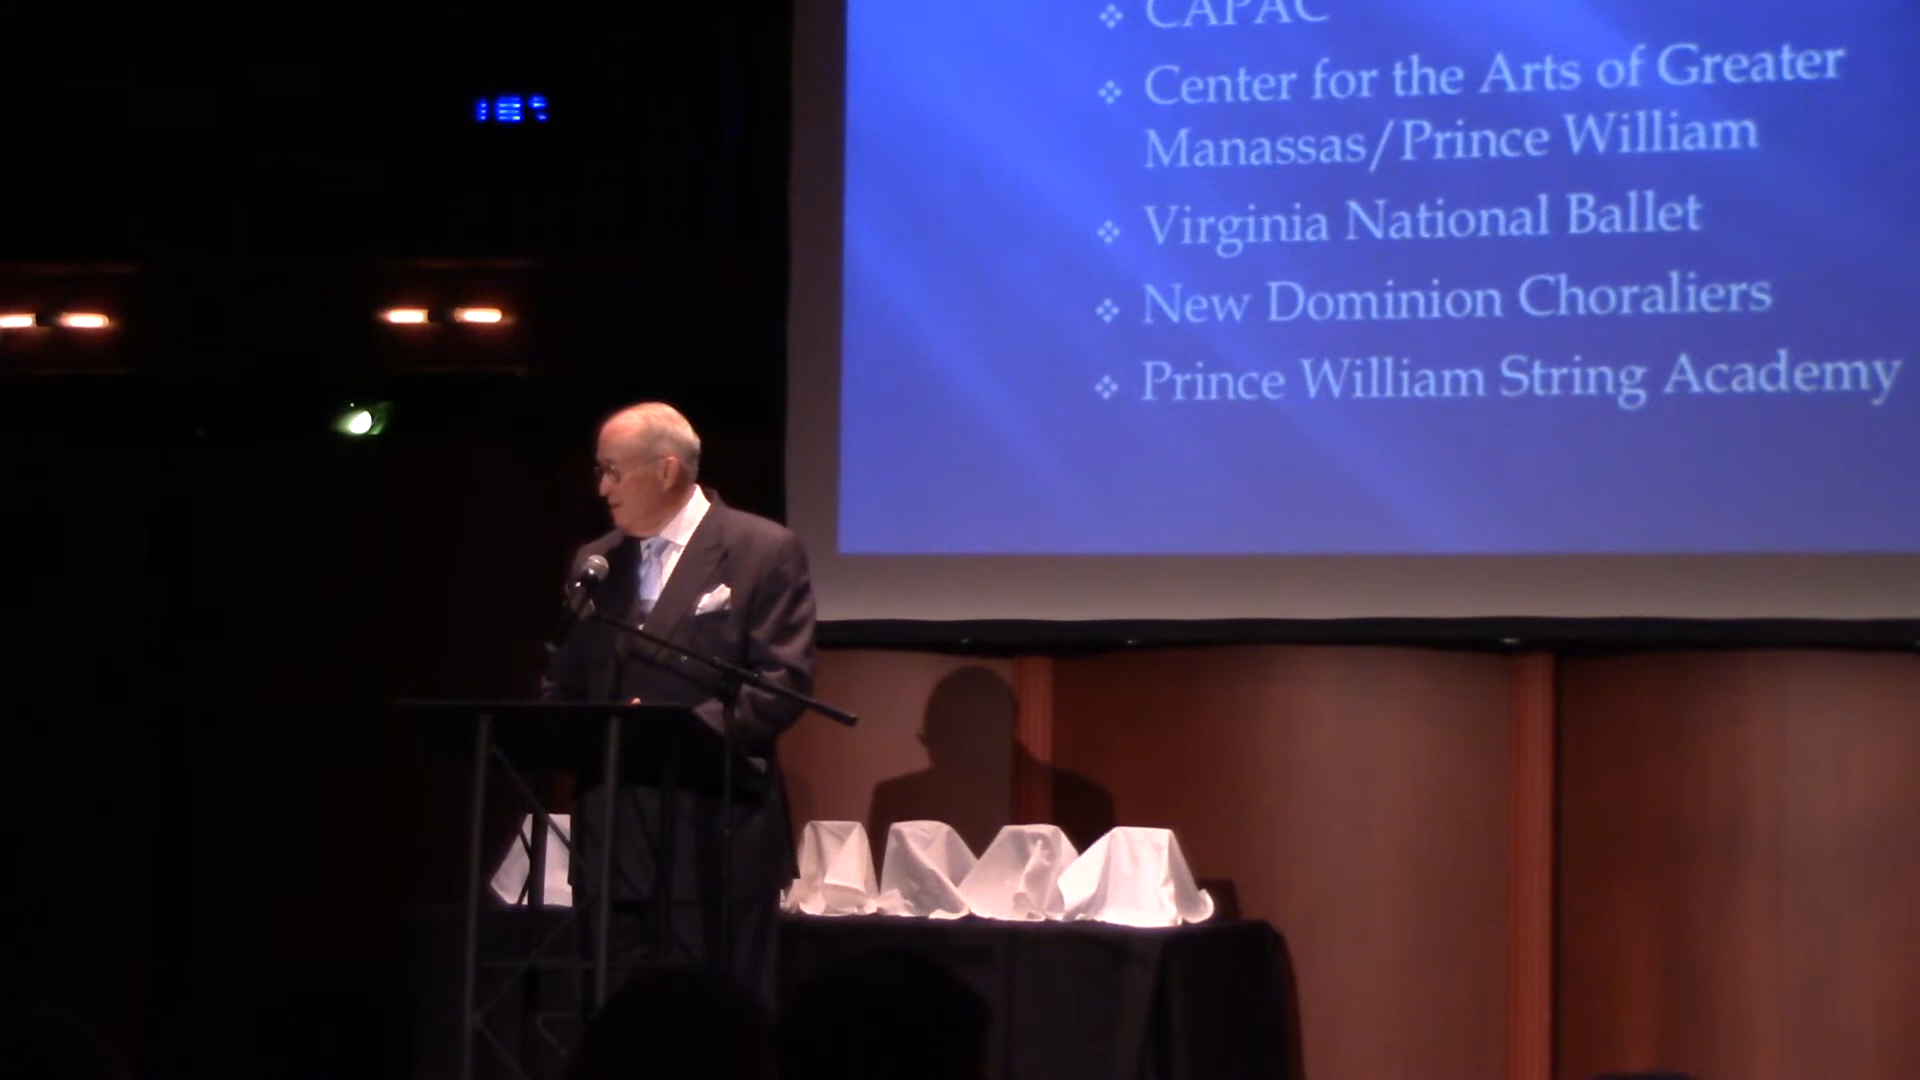 CAPAC
Center for the Arts of Greater
Manassas/Prince William
Virginia National Ballet
New Dominion Choraliers
Prince William String Academy